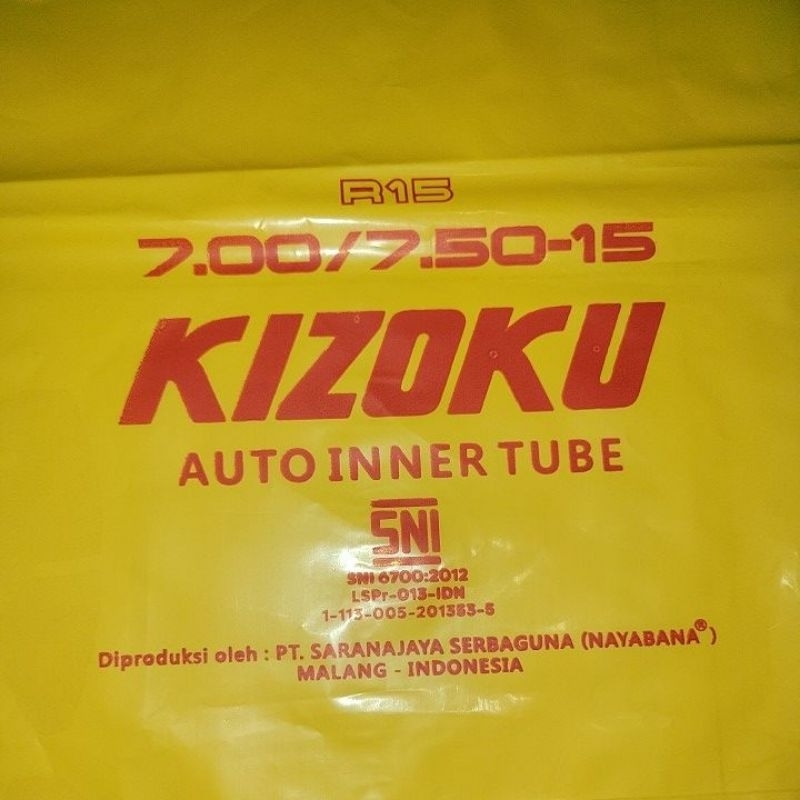 R15
7.00/7.50-15
KIZOKU
AUTO INNER TUBE
SNI
SNI 6700:2012
LSPr-013-IDN
1-113-005-201353-5
Diproduksi oleh : PT. SARANAJAYA SERBAGUNA (NAYABANA®)
MALANG - INDONESIA